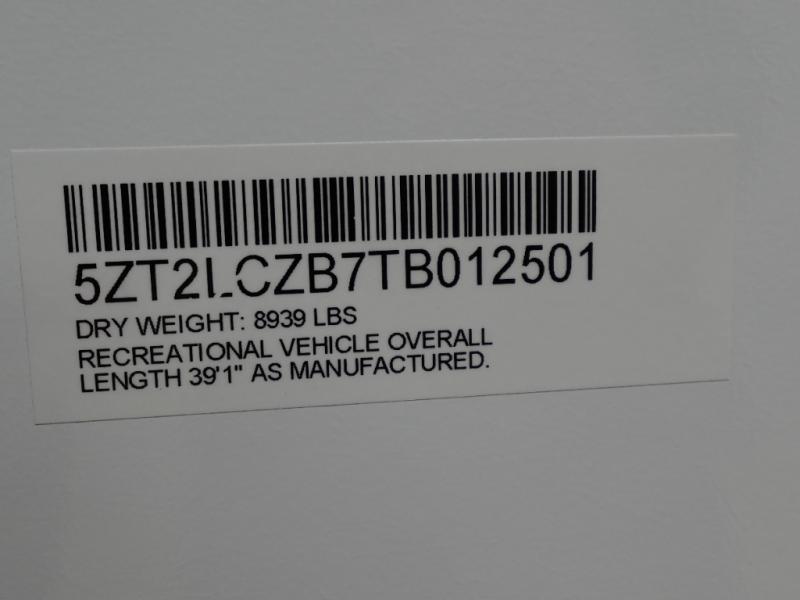 5ZT2LCZB7TB012501
DRY WEIGHT: 8939 LBS
RECREATIONAL VEHICLE OVERALL
LENGTH 39'1" AS MANUFACTURED.